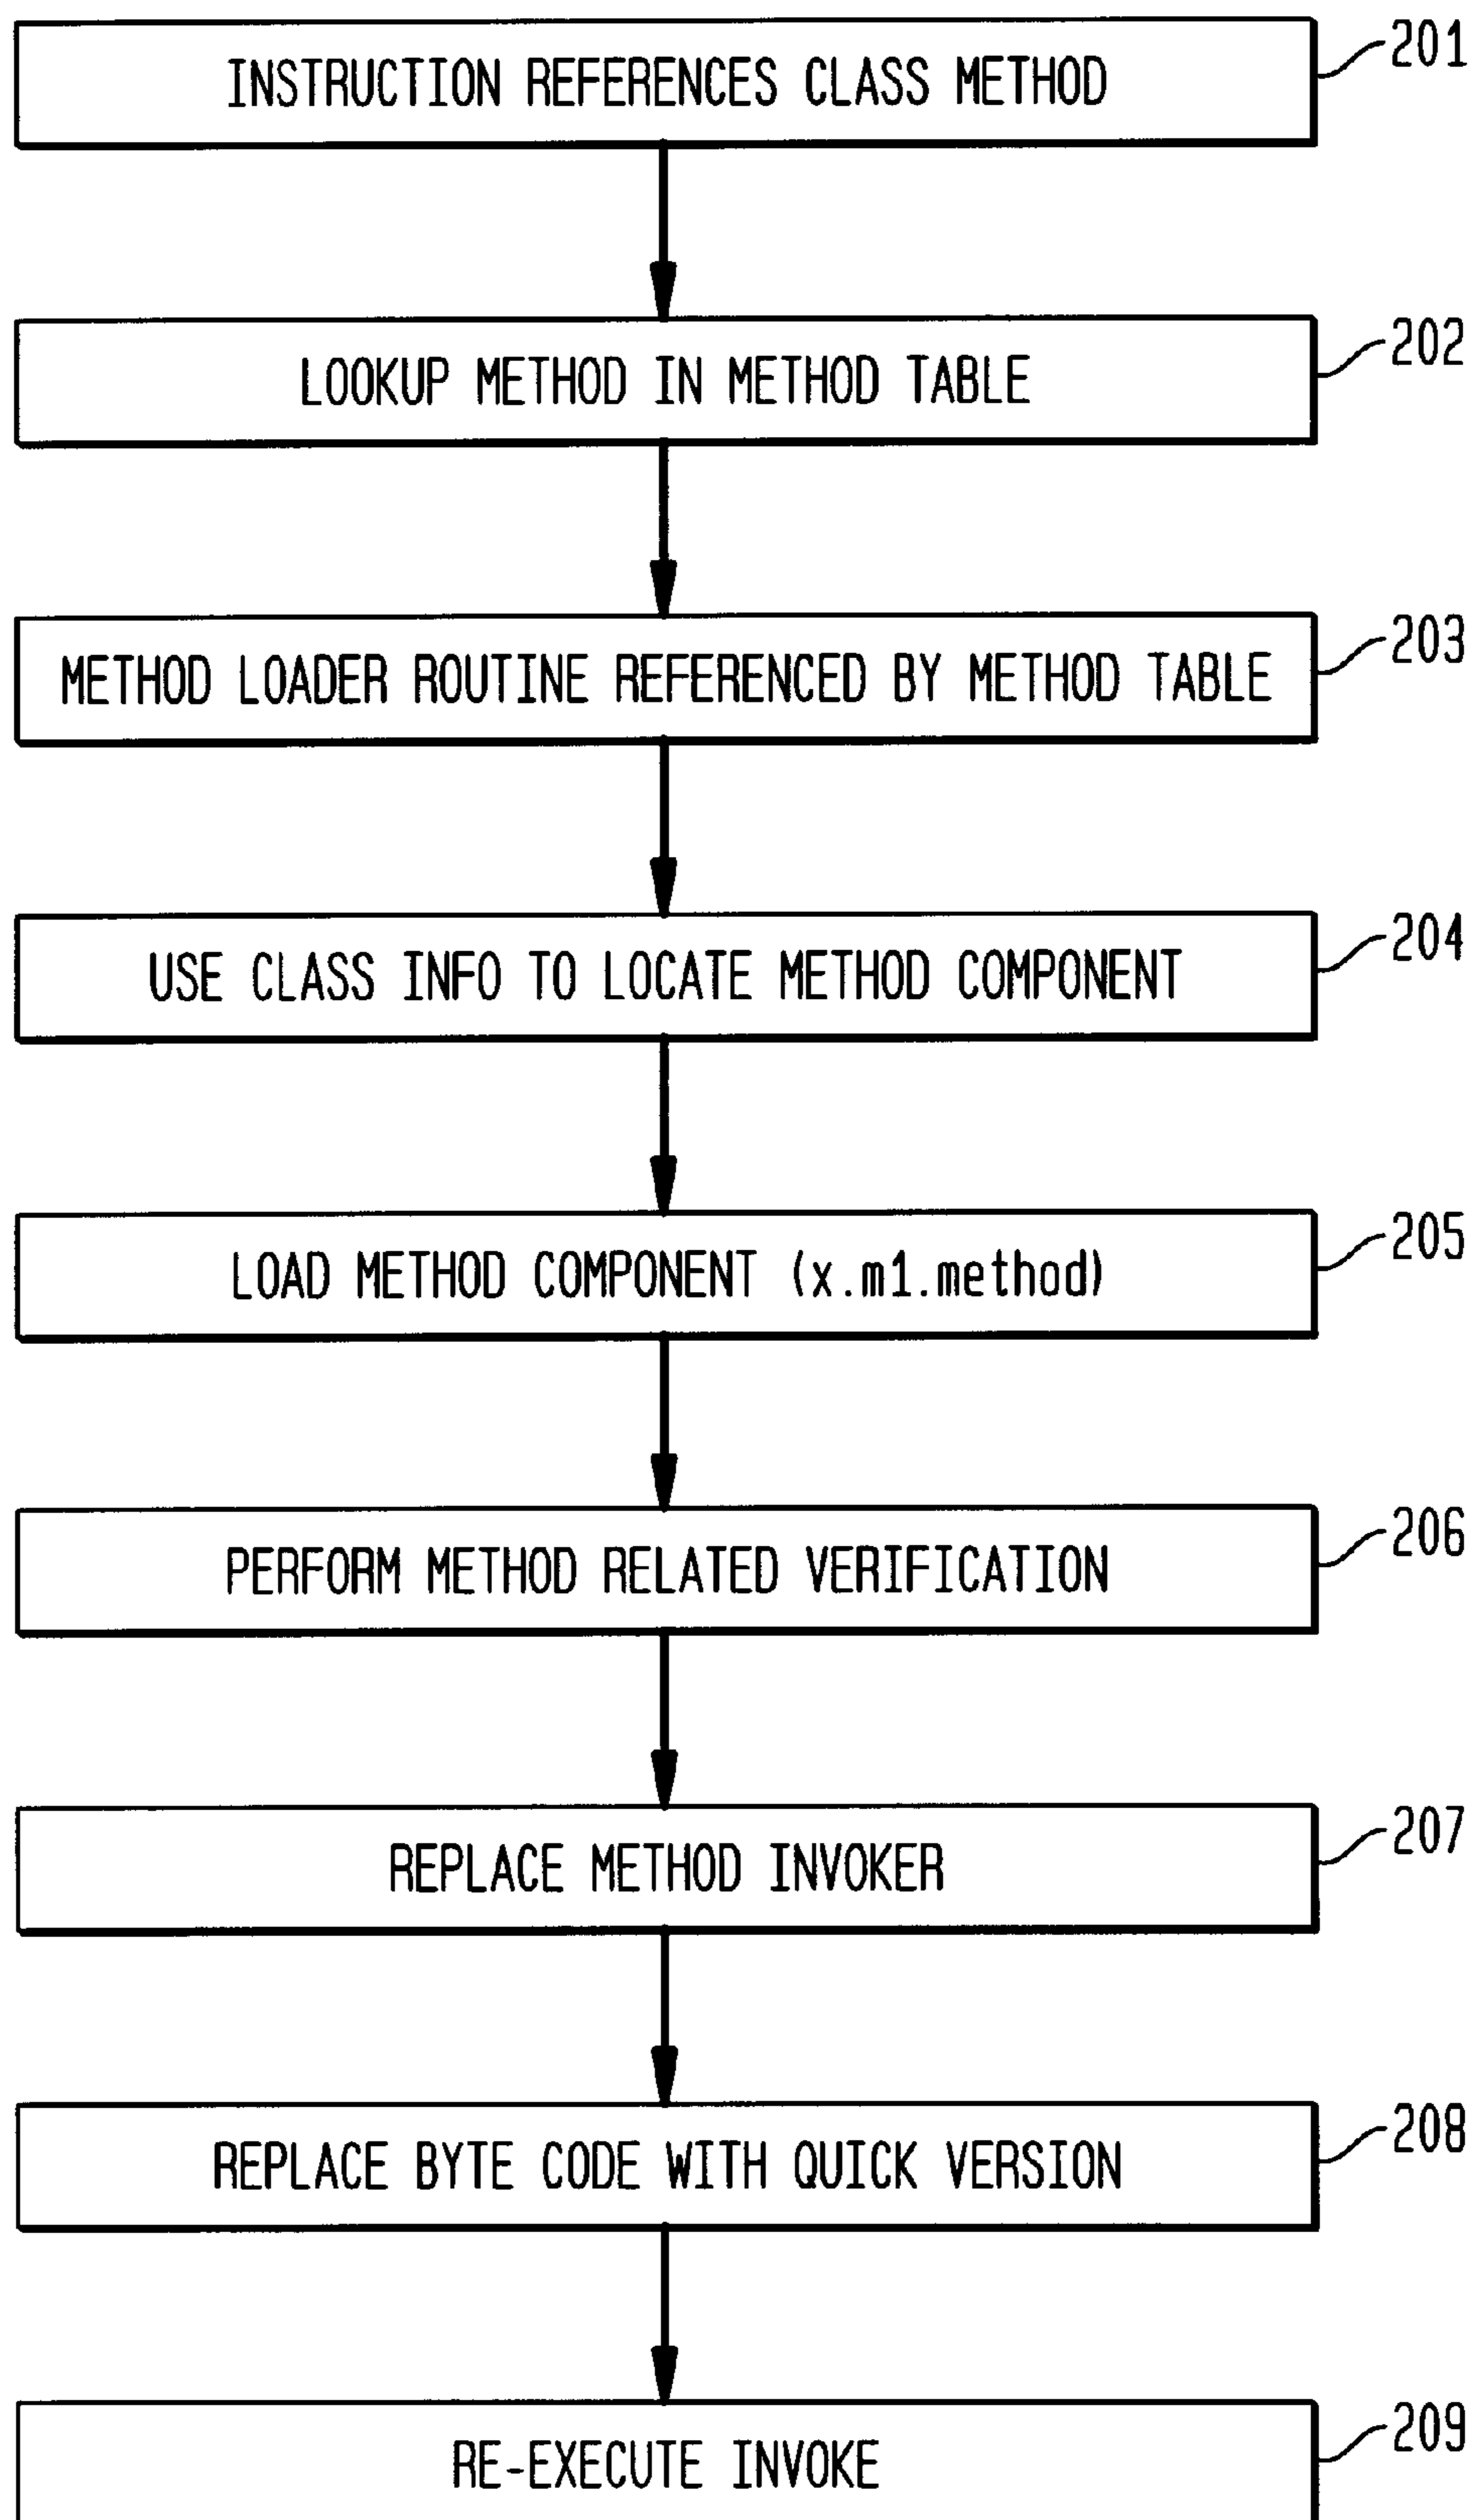 INSTRUCTION REFERENCES CLASS METHOD
201
LOOKUP METHOD IN METHOD TABLE
202
METHOD LOADER ROUTINE REFERENCED BY METHOD TABLE
203
USE CLASS INFO TO LOCATE METHOD COMPONENT
204
LOAD METHOD COMPONENT (x.m1.method)
205
PERFORM METHOD RELATED VERIFICATION
206
REPLACE METHOD INVOKER
207
REPLACE BYTE CODE WITH QUICK VERSION
208
RE-EXECUTE INVOKE
209